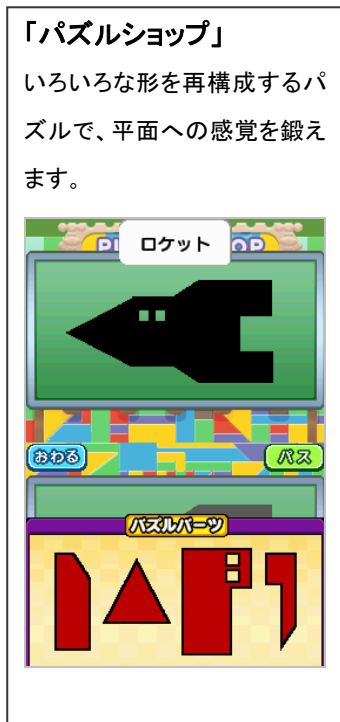 「パズルショップ」
いろいろな形を再構成するパ
ズルで、平面への感覚を鍛え
ます。
ロケット
おわる
パス
パズルパーツ